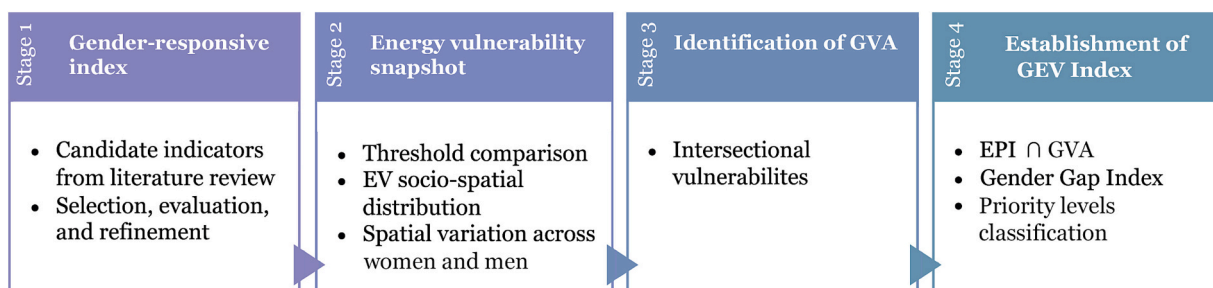 Stage 1
Gender-responsive
index
• Candidate indicators
from literature review
• Selection, evaluation,
and refinement
Stage 2
Energy vulnerability
snapshot
• Threshold comparison
• EV socio-spatial
distribution
• Spatial variation across
women and men
Stage 3
Identification of GVA
• Intersectional
vulnerabilites
Stage 4
Establishment of
GEV Index
• EPI ∩ GVA
• Gender Gap Index
• Priority levels
classification